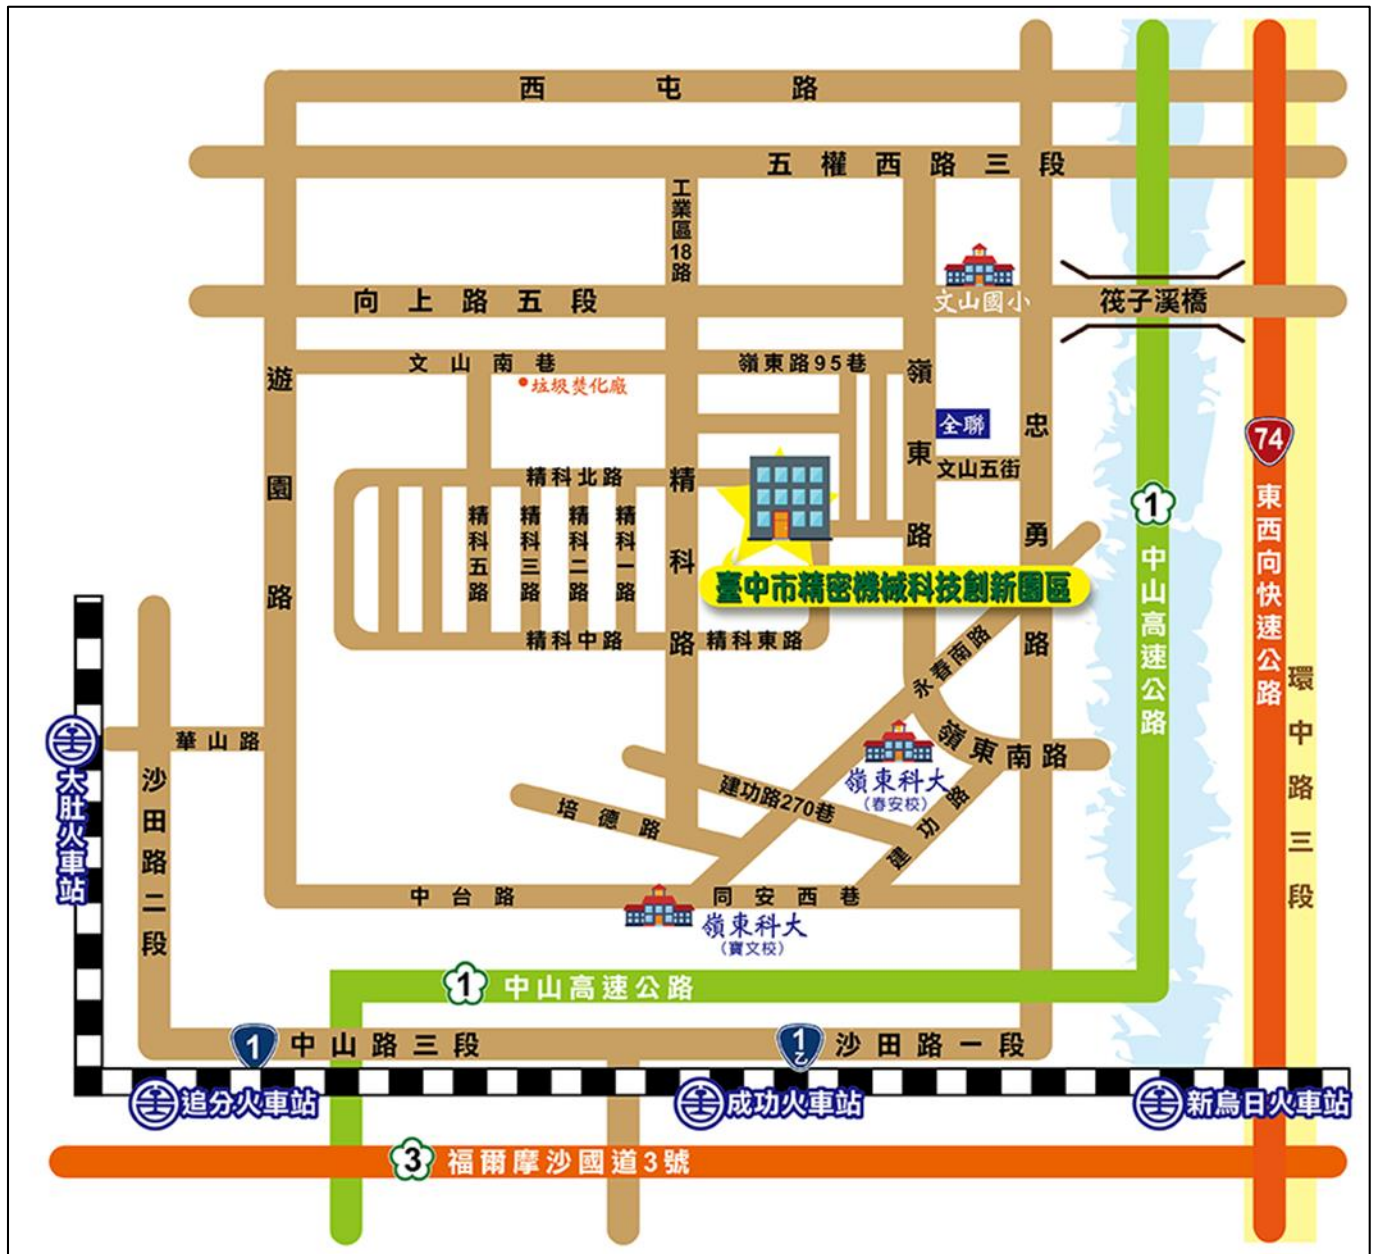 西屯路
五權西路三段
工業區18路
文山國小
向上路五段
筏子溪橋
文山南巷
嶺東路95巷
垃圾焚化廠
遊園路
嶺東路
全聯
忠勇路
文山五街
74
東西向快速公路
精科北路
精科路
精科五路
精科三路
精科二路
精科一路
1
中山高速公路
臺中市精密機械科技創新園區
精科中路
精科東路
永春南路
環中路三段
華山路
大肚火車站
沙田路二段
嶺東南路
嶺東科大
(春安校)
建功路270巷
建功路
培德路
中台路
同安西巷
嶺東科大
(寶文校)
1
中山高速公路
1
中山路三段
1乙
沙田路一段
追分火車站
成功火車站
新烏日火車站
3
福爾摩沙國道3號